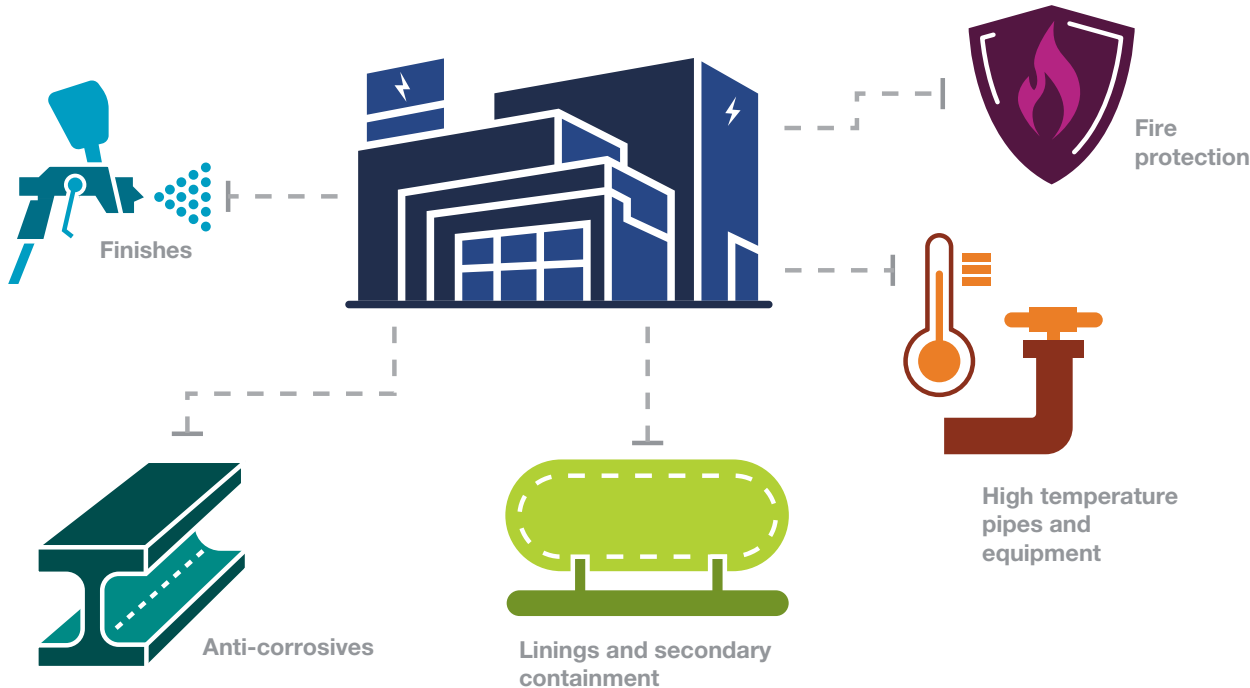 Fire
protection
Finishes
High temperature
pipes and
equipment
Anti-corrosives
Linings and secondary
containment